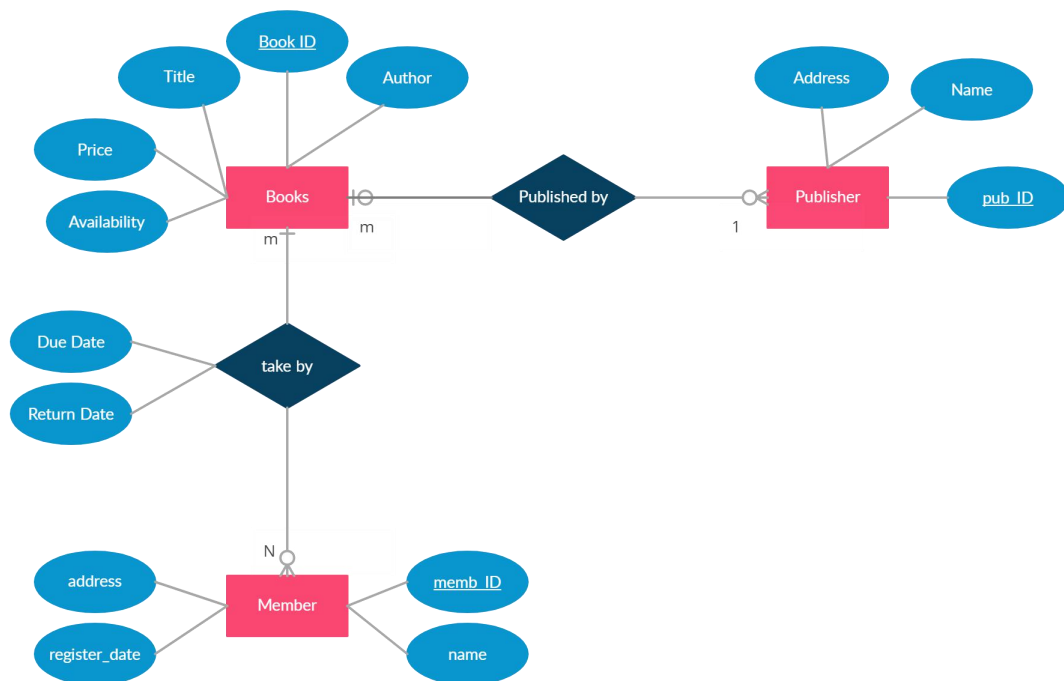 Book ID
Title
Author
Address
Name
Price
Books
Published by
Publisher
pub_ID
Availability
m
m
1
Due Date
take by
Return Date
N
address
memb_ID
Member
register_date
name